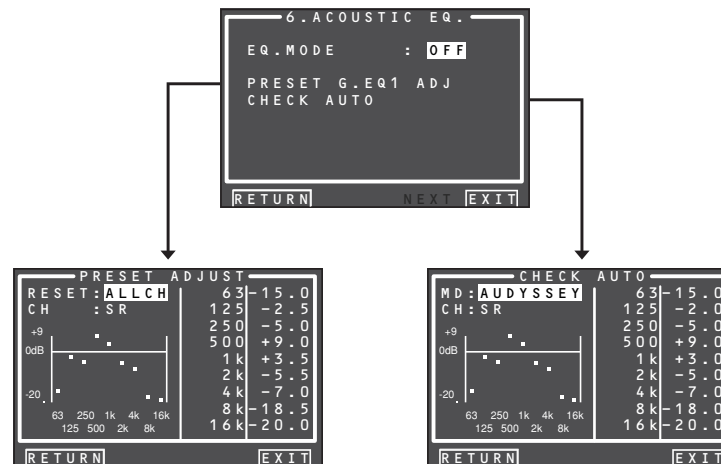 6.ACOUSTIC EQ.
EQ.MODE : OFF
PRESET G.EQ1 ADJ
CHECK AUTO
RETURN NEXT EXIT
PRESET ADJUST
RESET:ALLCH
CH :SR
+9
0dB
-20
63 250 1k 4k 16k
125 500 2k 8k
63 -15.0
125 -2.5
250 -5.0
500 +9.0
1k +3.5
2k -5.5
4k -7.0
8k -18.5
16k -20.0
RETURN EXIT
CHECK AUTO
MD:AUDYSSEY
CH:SR
+9
0dB
-20
63 250 1k 4k 16k
125 500 2k 8k
63 -15.0
125 -2.0
250 -5.0
500 +9.0
1k +3.0
2k -5.0
4k -7.0
8k -18.0
16k -20.0
RETURN EXIT